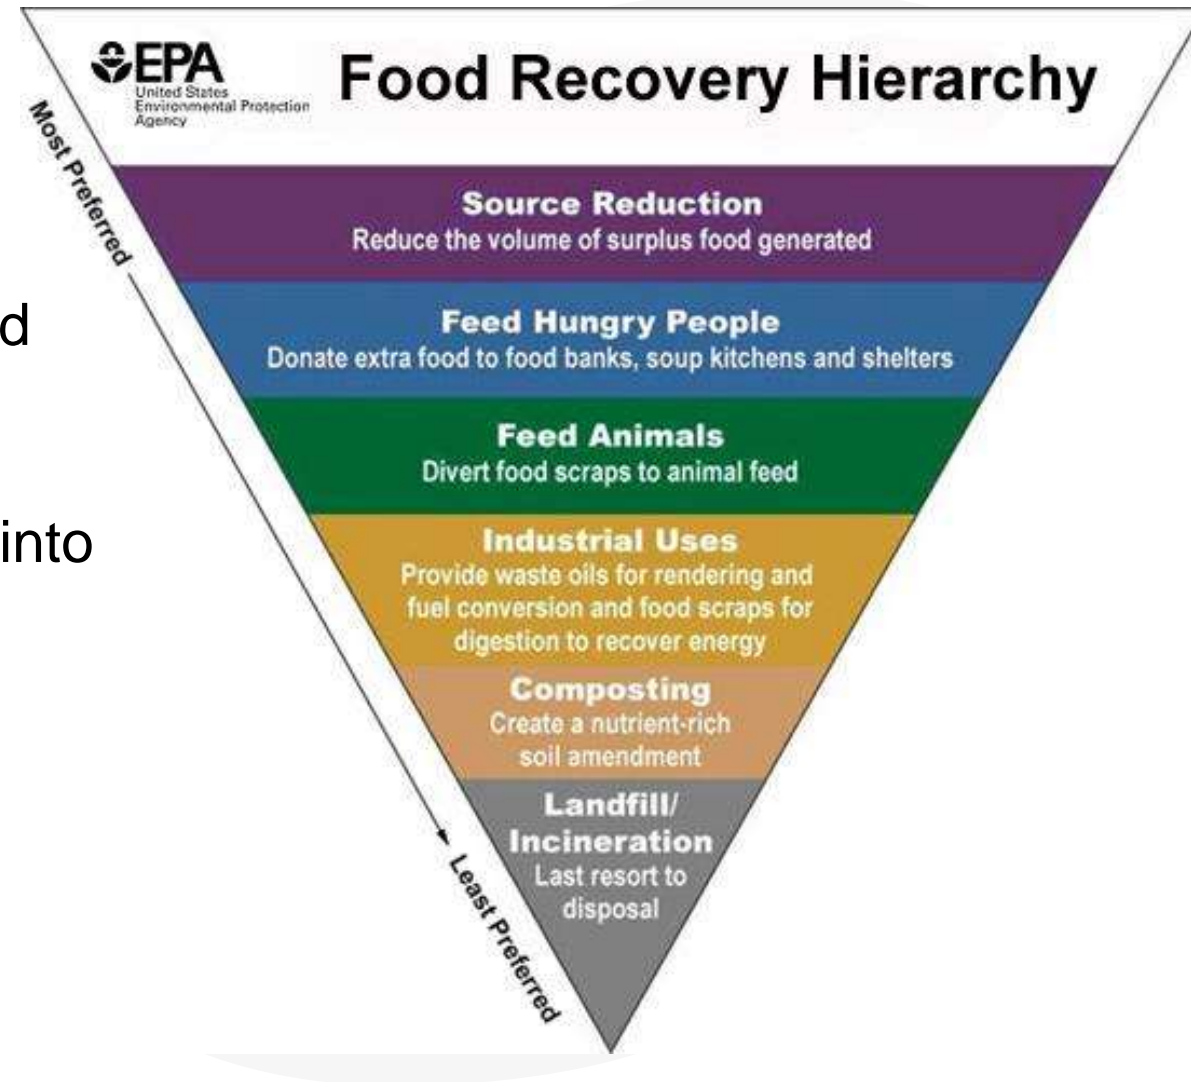 EPA
United States
Environmental Protection
Agency
Food Recovery Hierarchy
Most Preferred
Source Reduction
Reduce the volume of surplus food generated
Feed Hungry People
Donate extra food to food banks, soup kitchens and shelters
d
Feed Animals
Divert food scraps to animal feed
into
Industrial Uses
Provide waste oils for rendering and
fuel conversion and food scraps for
digestion to recover energy
Composting
Create a nutrient-rich
soil amendment
Landfill/
Incineration
Last resort to
disposal
Least Preferred